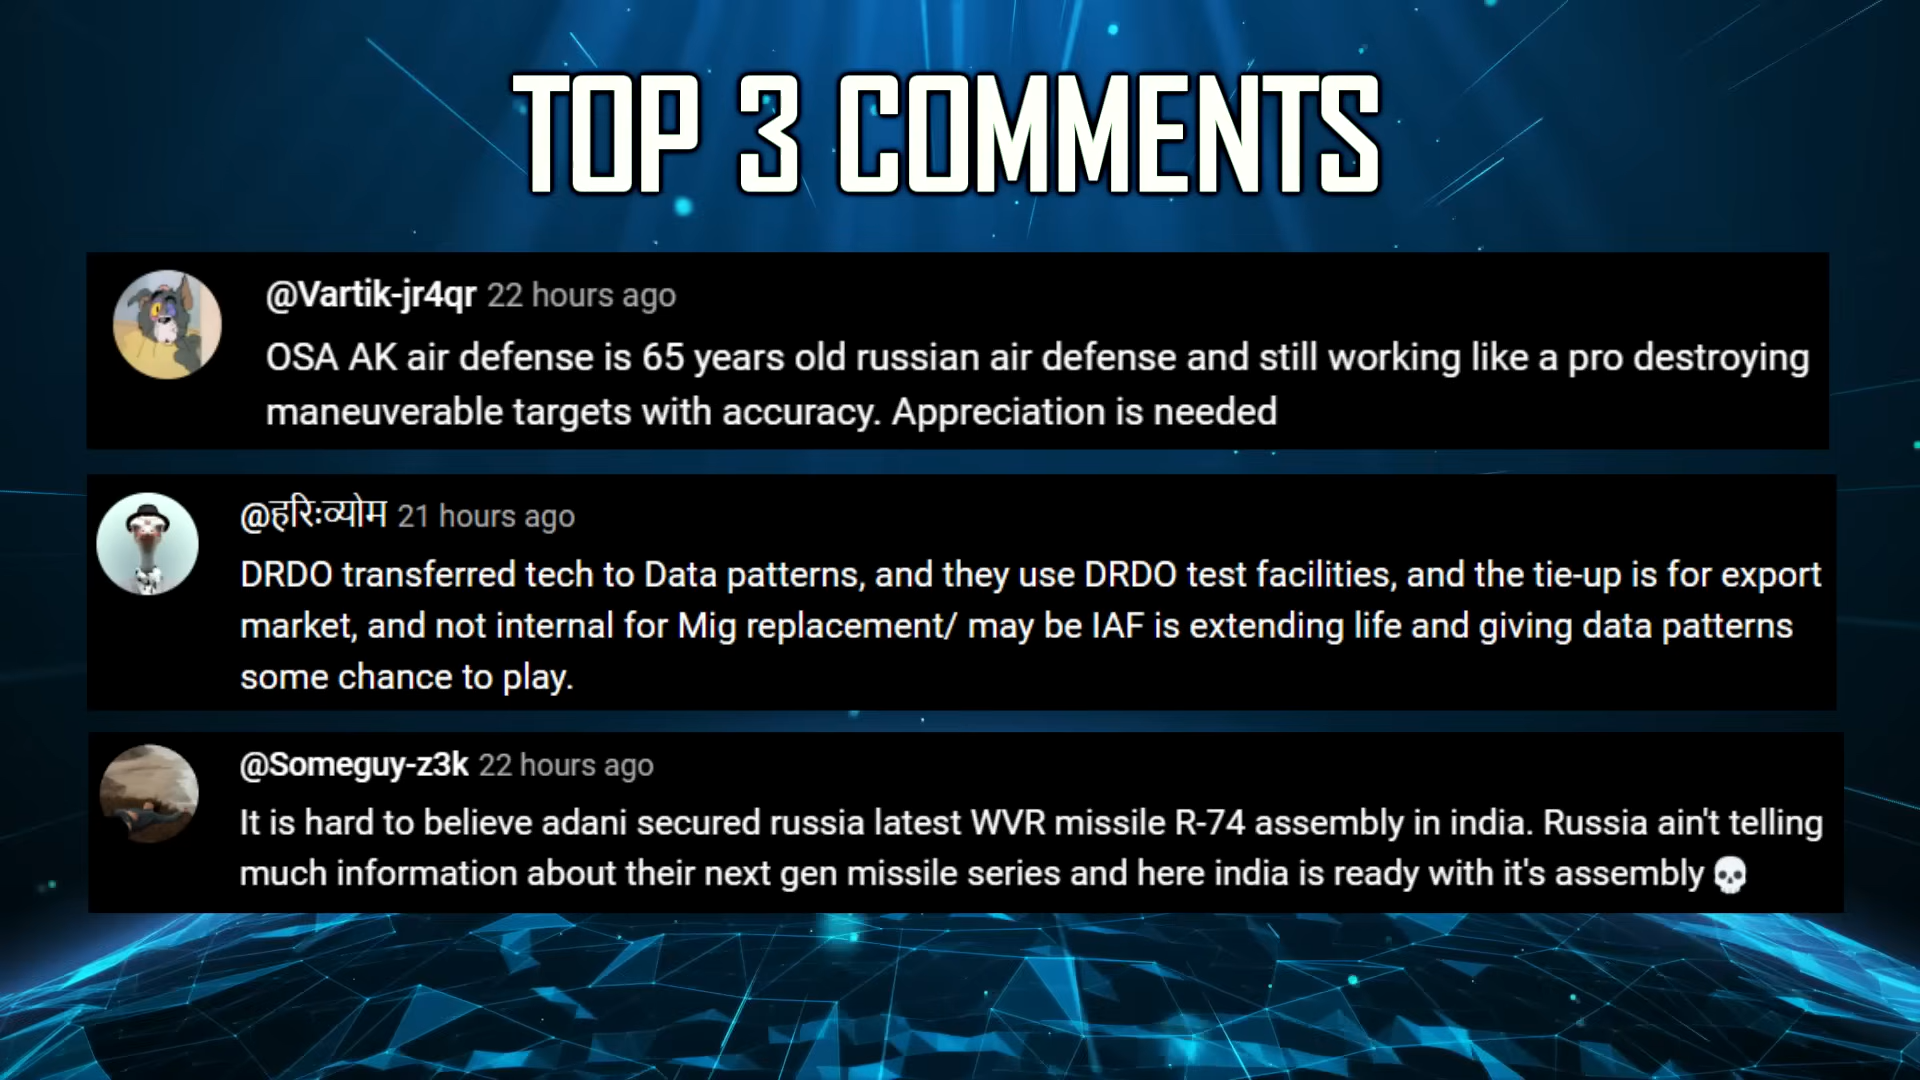 TOP 3 COMMENTS
@Vartik-jr4qr 22 hours ago
OSA AK air defense is 65 years old russian air defense and still working like a pro destroying
maneuverable targets with accuracy. Appreciation is needed
@हरिःव्योम 21 hours ago
DRDO transferred tech to Data patterns, and they use DRDO test facilities, and the tie-up is for export
market, and not internal for Mig replacement/ may be IAF is extending life and giving data patterns
some chance to play.
@Someguy-z3k 22 hours ago
It is hard to believe adani secured russia latest WVR missile R-74 assembly in india. Russia ain't telling
much information about their next gen missile series and here india is ready with it's assembly 💀